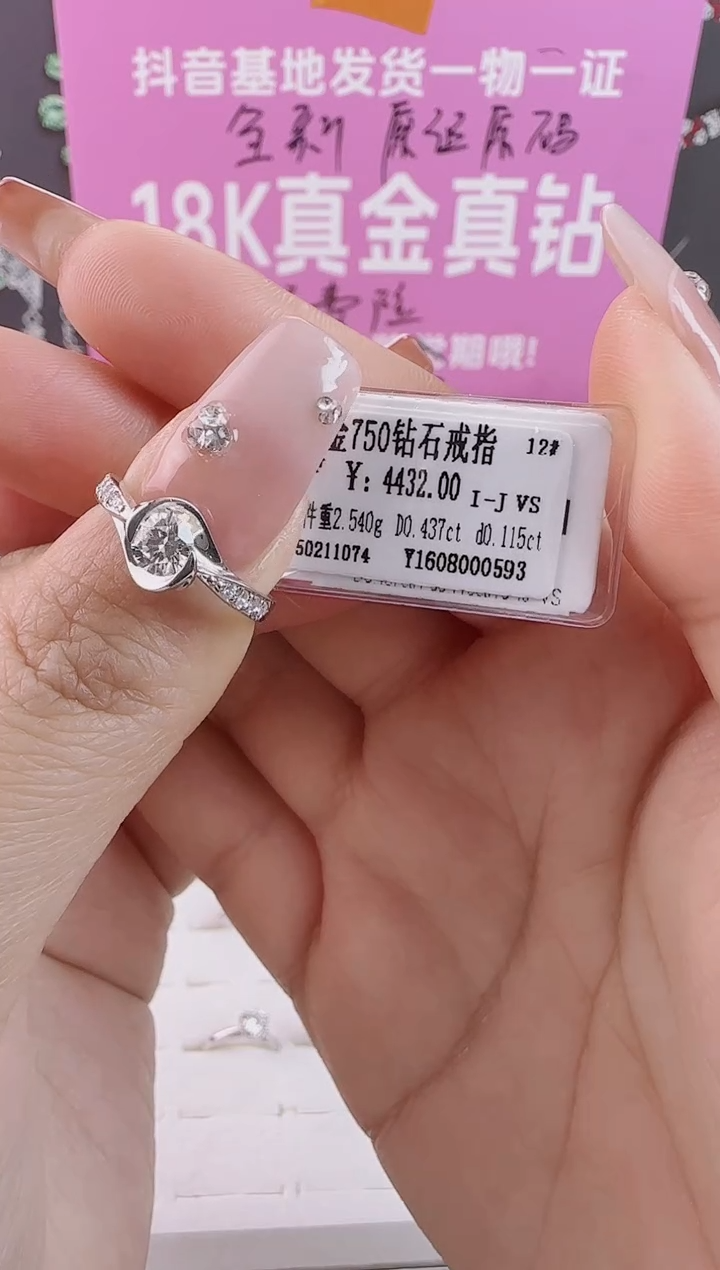 抖音基地发货一物一证
全新 原证原码
18K真金真钻
金750钻石戒指 12#
¥: 4432.00 I-J VS
件重2.540g D0.437ct d0.115ct
50211074 Y1608000593
期哦!